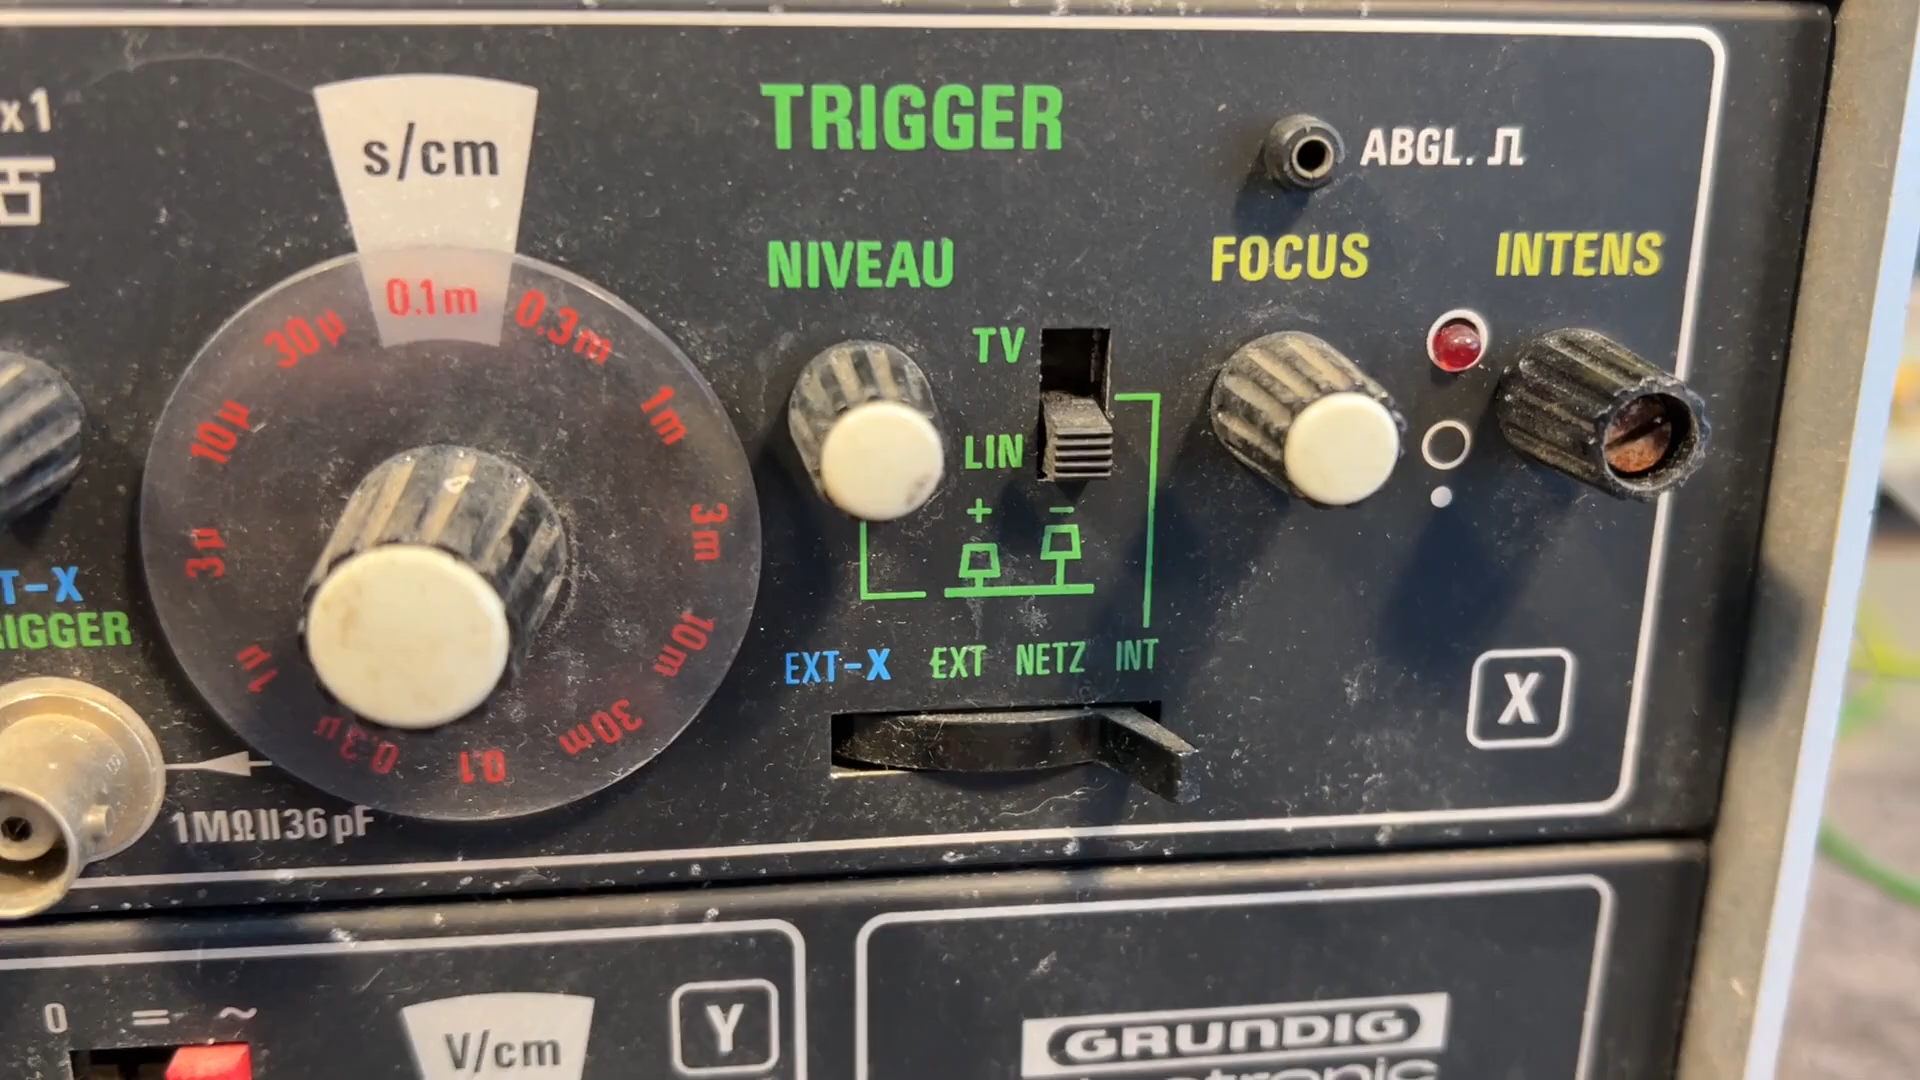 x1
s/cm
TRIGGER
ABGL.
NIVEAU
FOCUS
INTENS
0.1m
0.3m
1m
3m
10m
30m
0.1
0.3µ
1µ
3µ
10µ
30µ
TV
LIN
+ −
T-X
RIGGER
EXT-X EXT NETZ INT
X
1MΩII36pF
0 = ~
V/cm
Y
GRUNDIG